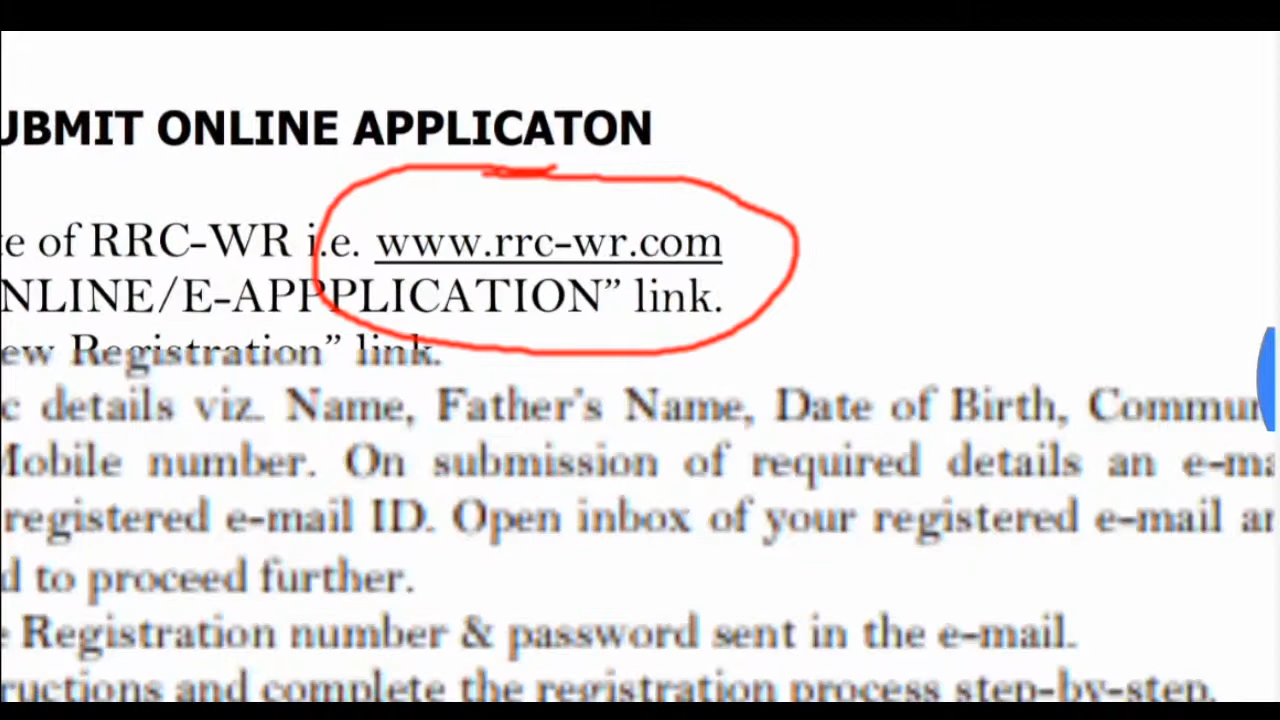 UBMIT ONLINE APPLICATON
te of RRC-WR i.e. www.rrc-wr.com
NLINE/E-APPPLICATION” link.
ew Registration” link.
c details viz. Name, Father's Name, Date of Birth, Commun
Mobile number. On submission of required details an e-ma
registered e-mail ID. Open inbox of your registered e-mail an
d to proceed further.
e Registration number & password sent in the e-mail.
ructions and complete the registration process step-by-step.